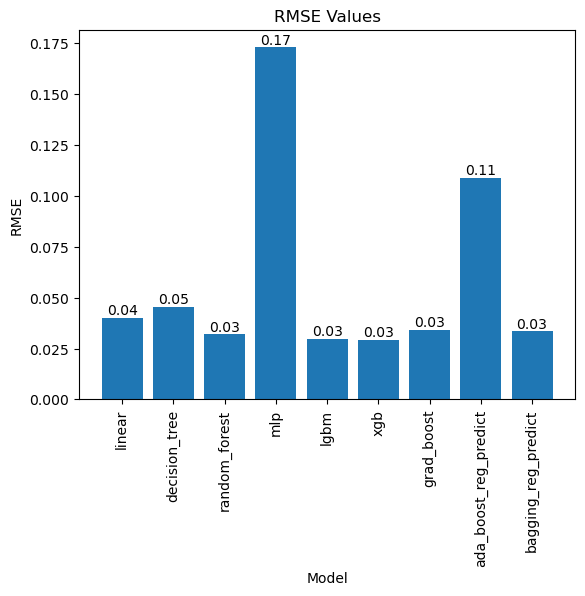 RMSE Values
0.175
0.150
0.125
0.100
0.075
0.050
0.025
0.000
RMSE
0.04
0.05
0.03
0.17
0.03
0.03
0.03
0.11
0.03
linear
decision_tree
random_forest
mlp
lgbm
xgb
grad_boost
ada_boost_reg_predict
bagging_reg_predict
Model